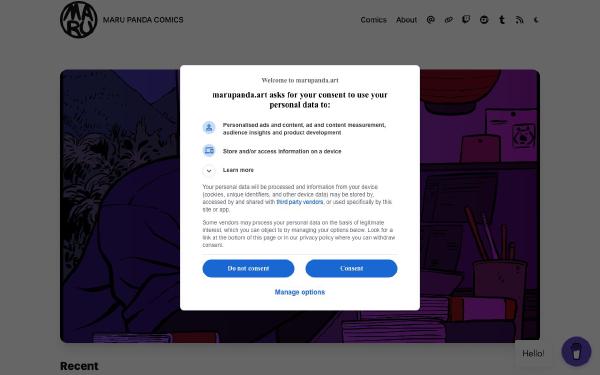 MARU
MARU PANDA COMICS
Comics
About
Welcome to marupanda.art
marupanda.art asks for your consent to use your
personal data to:
Personalised ads and content, ad and content measurement,
audience insights and product development
Store and/or access information on a device
Learn more
Your personal data will be processed and information from your device
(cookies, unique identifiers, and other device data) may be stored by,
accessed by and shared with third party vendors, or used specifically by this
site or app.
Some vendors may process your personal data on the basis of legitimate
interest, which you can object to by managing your options below. Look for a
link at the bottom of this page or in our privacy policy where you can withdraw
consent.
Do not consent
Consent
Manage options
Hello!
Recent